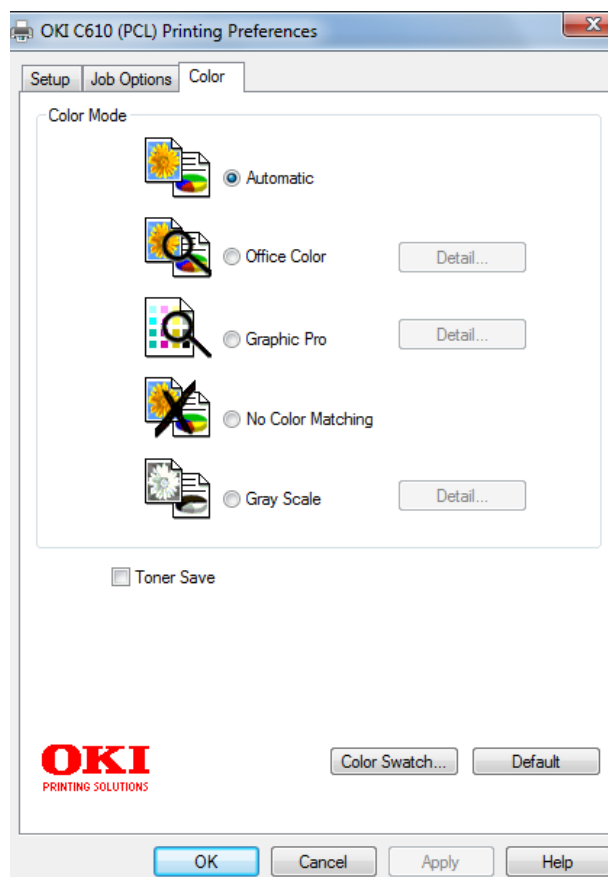 OKI C610 (PCL) Printing Preferences
Setup Job Options Color
Color Mode
Automatic
Office Color Detail...
Graphic Pro Detail...
No Color Matching
Gray Scale Detail...
Toner Save
OKI
PRINTING SOLUTIONS
Color Swatch... Default
OK Cancel Apply Help